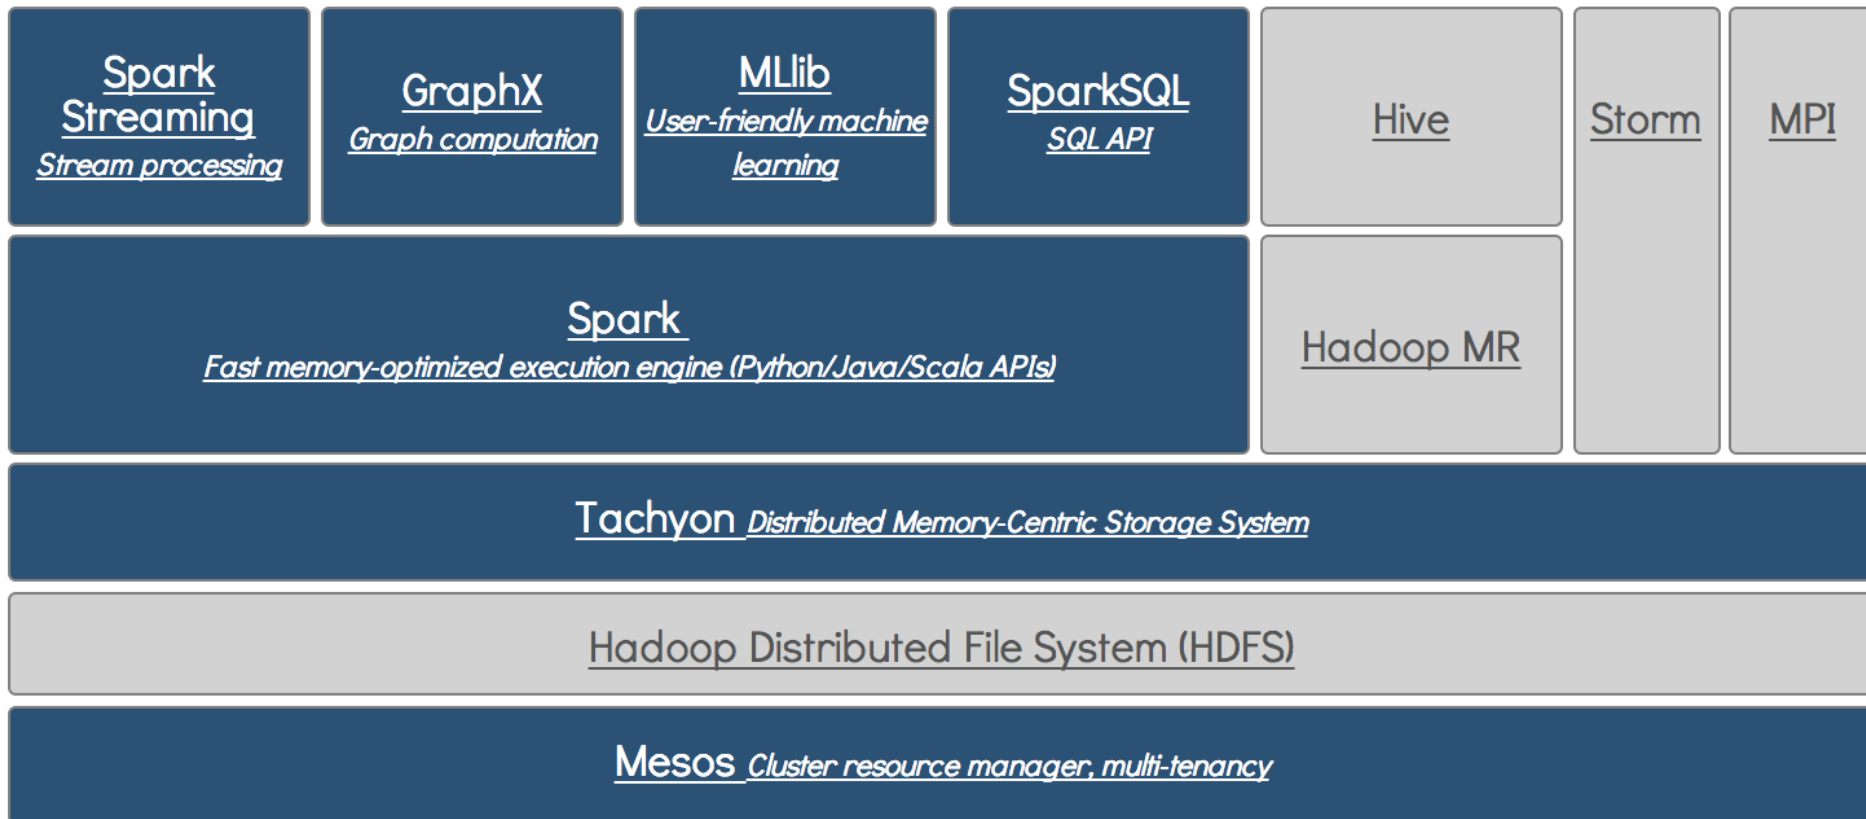 Spark
Streaming
Stream processing
GraphX
Graph computation
MLlib
User-friendly machine
learning
SparkSQL
SQL API
Hive
Storm
MPI
Spark
Fast memory-optimized execution engine (Python/Java/Scala APIs)
Hadoop MR
Tachyon Distributed Memory-Centric Storage System
Hadoop Distributed File System (HDFS)
Mesos Cluster resource manager, multi-tenancy